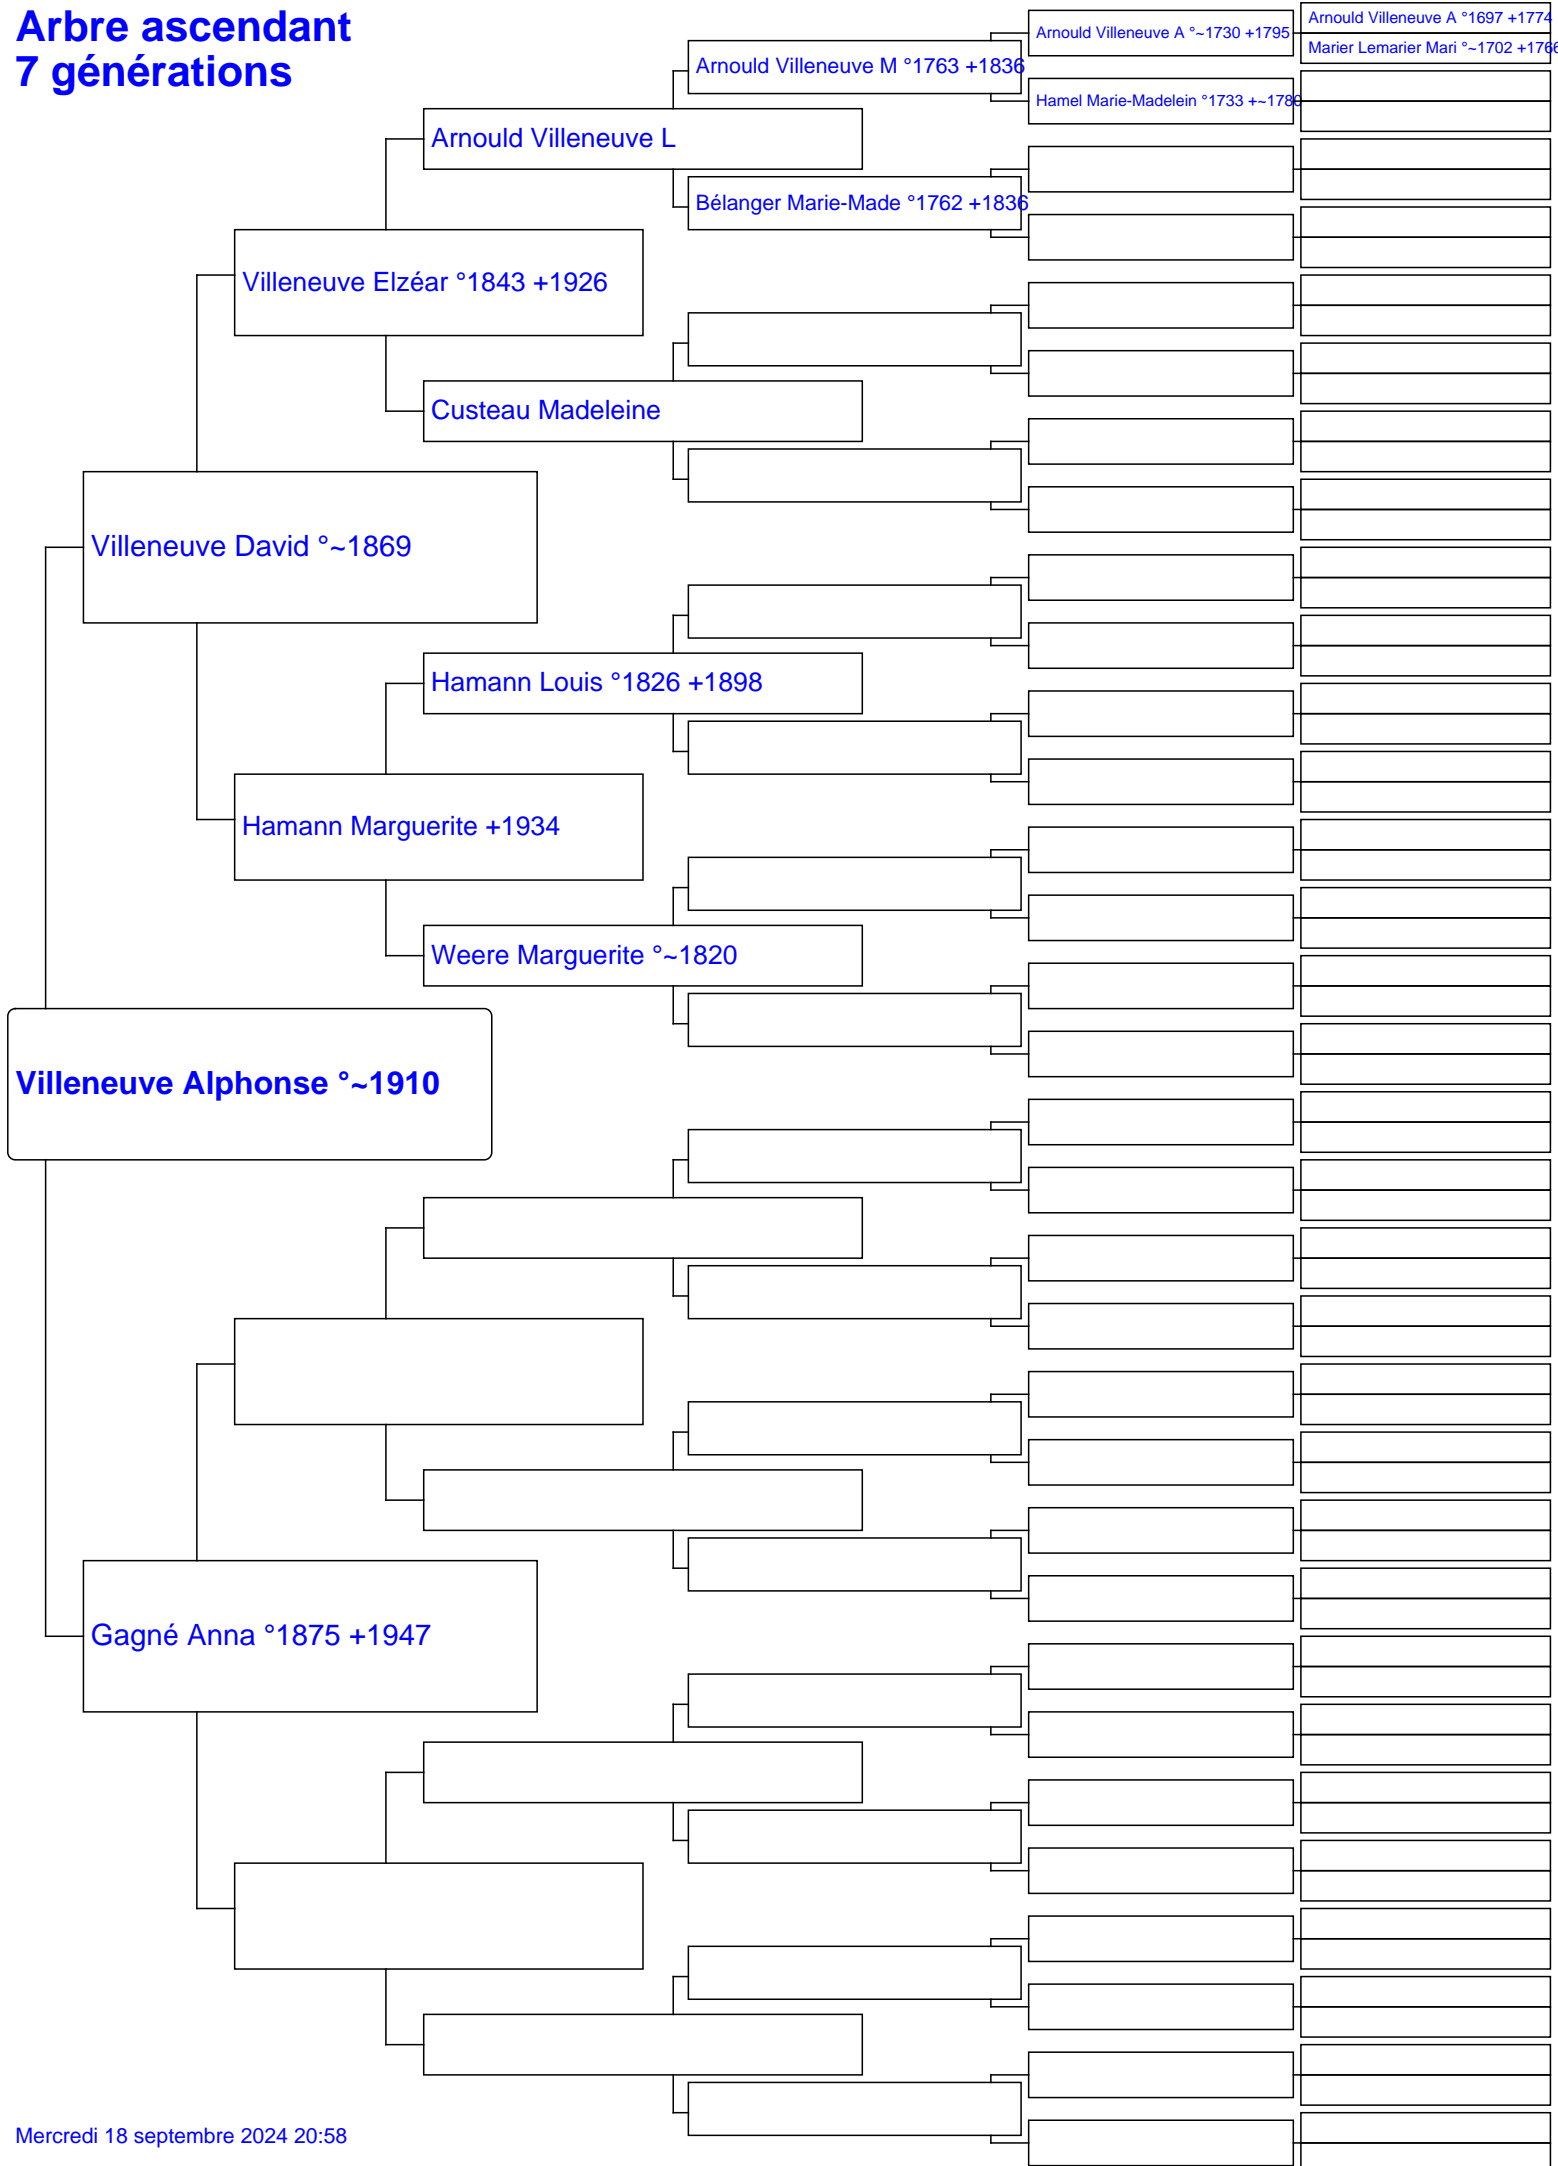 Arbre ascendant
7 générations
Arnould Villeneuve A °1697 +1774
Arnould Villeneuve A °~1730 +1795
Marier Lemarier Mari °~1702 +1766
Arnould Villeneuve M °1763 +1836
Hamel Marie-Madelein °1733 +~1780
Arnould Villeneuve L
Bélanger Marie-Made °1762 +1836
Villeneuve Elzéar °1843 +1926
Custeau Madeleine
Villeneuve David °~1869
Hamann Louis °1826 +1898
Hamann Marguerite +1934
Weere Marguerite °~1820
Villeneuve Alphonse °~1910
Gagné Anna °1875 +1947
Mercredi 18 septembre 2024 20:58